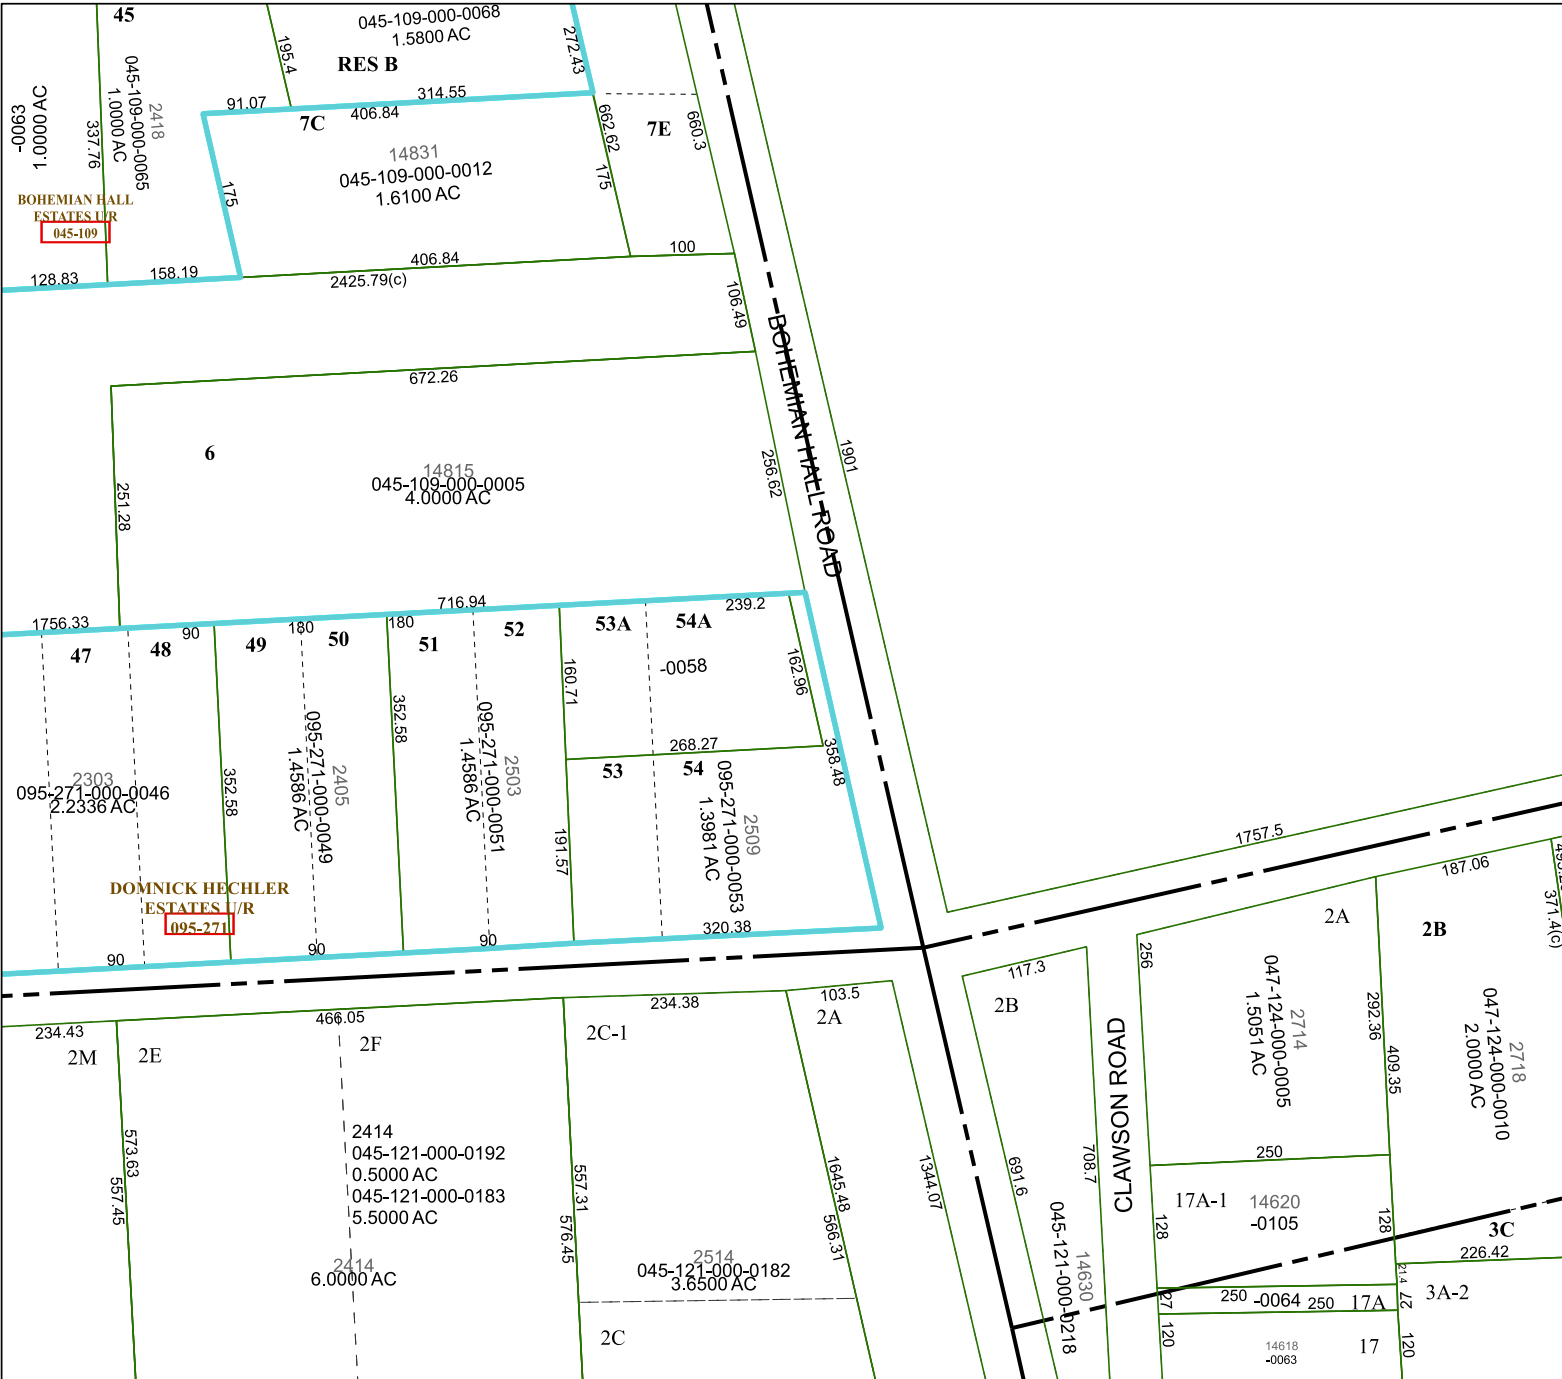 45
045-109-000-0068
1.5800 AC
RES B
195.4
272.43
314.55
91.07
406.84
7C
662.62
7E
660.3
-0063
1.0000 AC
337.76
2418
045-109-000-0065
1.0000 AC
14831
045-109-000-0012
1.6100 AC
175
175
BOHEMIAN HALL
ESTATES U/R
045-109
128.83
158.19
406.84
2425.79(c)
100
106.49
BOHEMIAN HALL ROAD
672.26
6
14815
045-109-000-0005
4.0000 AC
251.28
256.62
1901
1756.33
90
180
716.94
180
239.2
47
48
49
50
51
52
53A
54A
-0058
160.71
162.96
352.58
268.27
358.48
53
54
2303
095-271-000-0046
2.2336 AC
352.58
2405
095-271-000-0049
1.4586 AC
2503
095-271-000-0051
1.4586 AC
2509
095-271-000-0053
1.3981 AC
191.57
DOMNICK HECHLER
ESTATES U/R
095-271
90
90
90
320.38
1757.5
187.06
371.4(c)
2A
2B
256
117.3
2B
2714
047-124-000-0005
1.5051 AC
292.36
409.35
2718
047-124-000-0010
2.0000 AC
234.43
466.05
234.38
103.5
2M
2E
2F
2C-1
2A
CLAWSON ROAD
573.63
557.45
2414
045-121-000-0192
0.5000 AC
045-121-000-0183
5.5000 AC
2414
6.0000 AC
557.31
576.45
2514
045-121-000-0182
3.6500 AC
2C
1645.48
566.31
1344.07
691.6
708.7
14630
045-121-000-0218
250
17A-1
14620
-0105
128
128
3C
226.42
21.4
27
250
-0064
250
17A
27
3A-2
120
14618
-0063
17
120